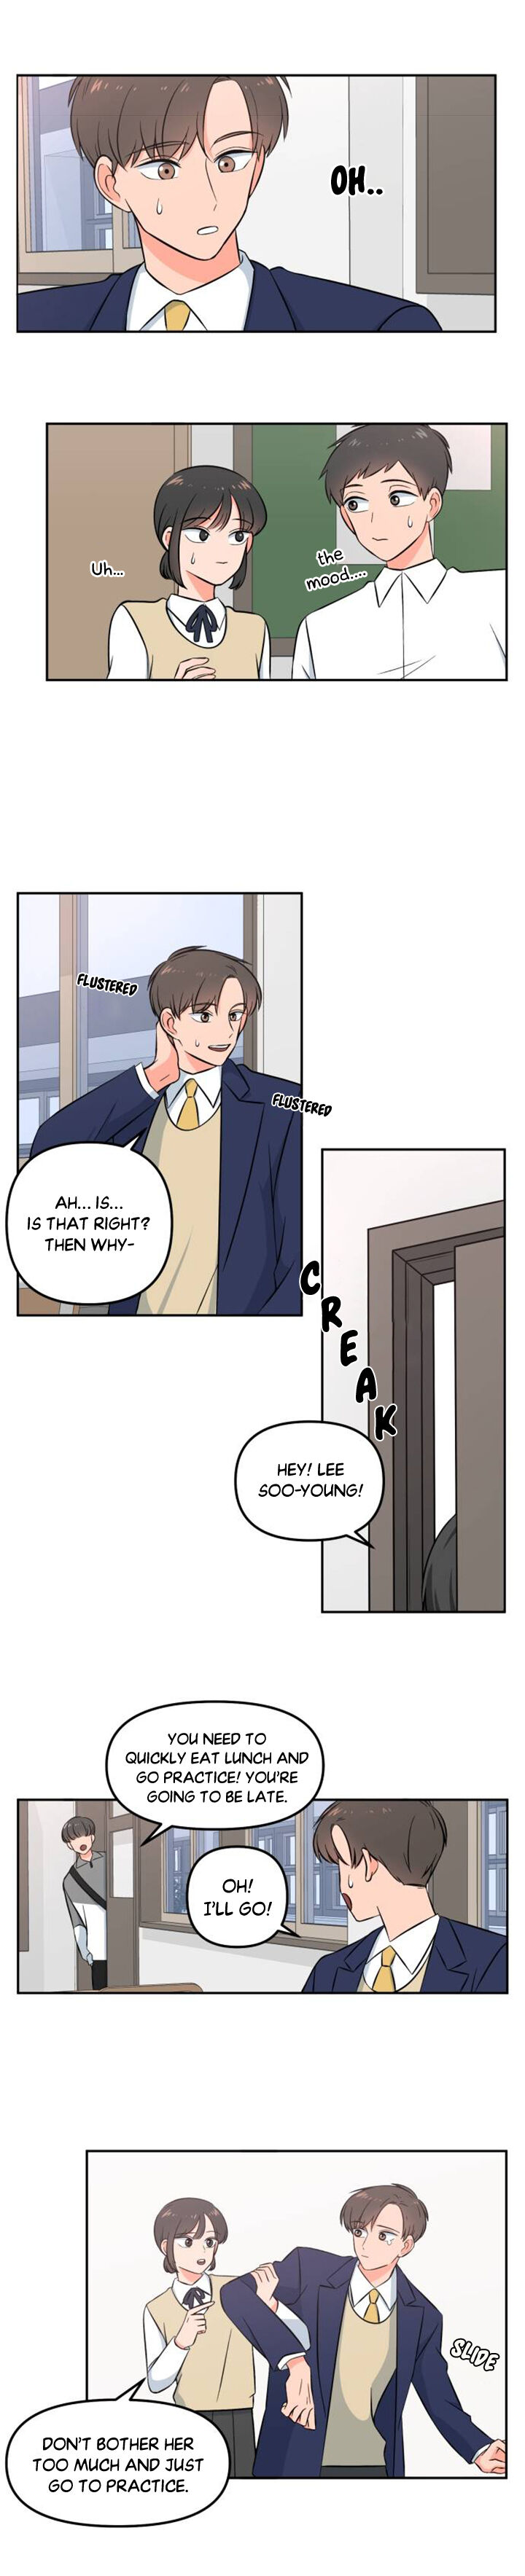 OH..
Uh...
the
mood....
FLUSTERED
FLUSTERED
AH... IS...
IS THAT RIGHT?
THEN WHY-
CREAK
HEY! LEE
SOO-YOUNG!
YOU NEED TO
QUICKLY EAT LUNCH AND
GO PRACTICE! YOU'RE
GOING TO BE LATE.
OH!
I'LL GO!
SLIDE
DON'T BOTHER HER
TOO MUCH AND JUST
GO TO PRACTICE.